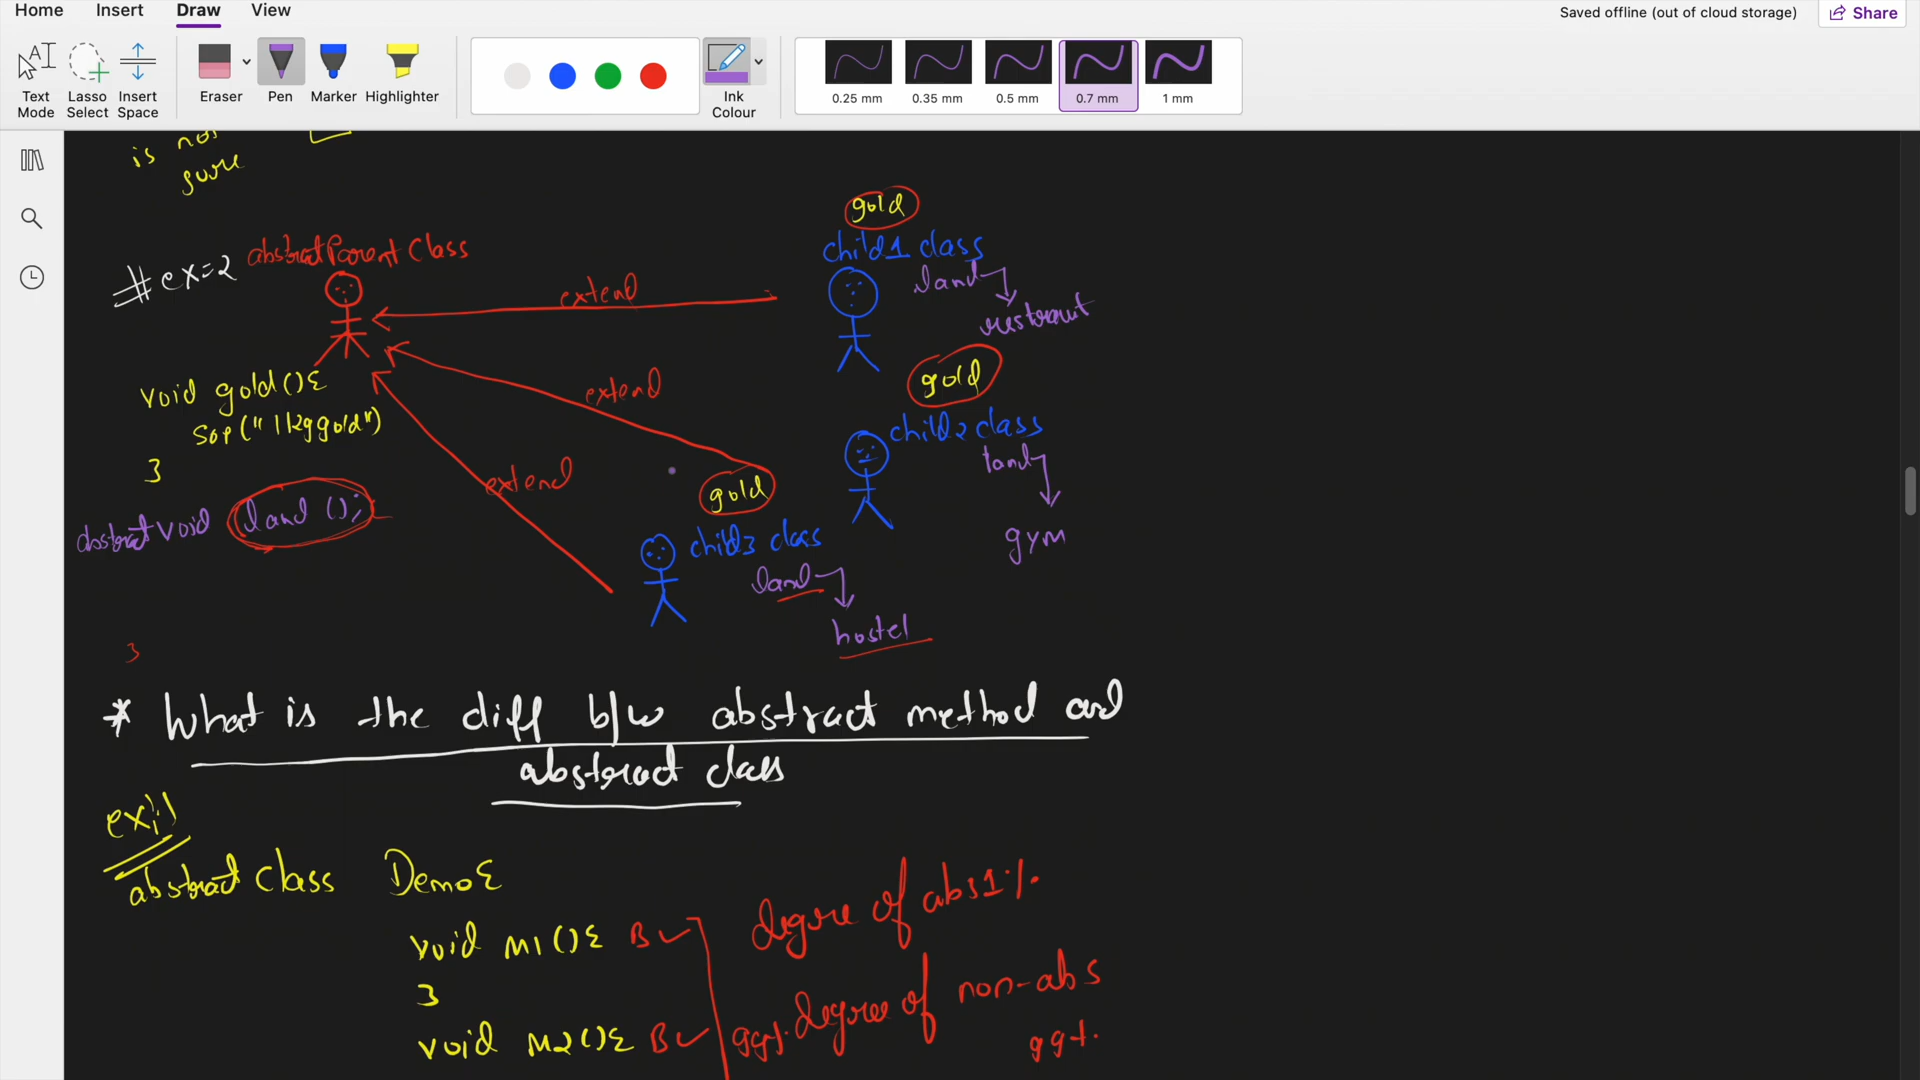 Home Insert Draw View
Saved offline (out of cloud storage)
Share
Text Mode
Lasso Select
Insert Space
Eraser
Pen
Marker
Highlighter
Ink Colour
0.25 mm
0.35 mm
0.5 mm
0.7 mm
1 mm
is not
sure
# ex=2
abstract Parent Class
gold
child1 class
land
restraut
extend
void gold(){
sop("1kg gold")
}
extend
gold
child2 class
land
gym
abstract void land();
extend
gold
child3 class
land
hostel
}
* What is the diff b/w abstract method and
abstract class
ex:1
abstract class Demo{
void m1(){ B
}
void m2(){ B
degree of abs 1%
degree of non-abs
99%